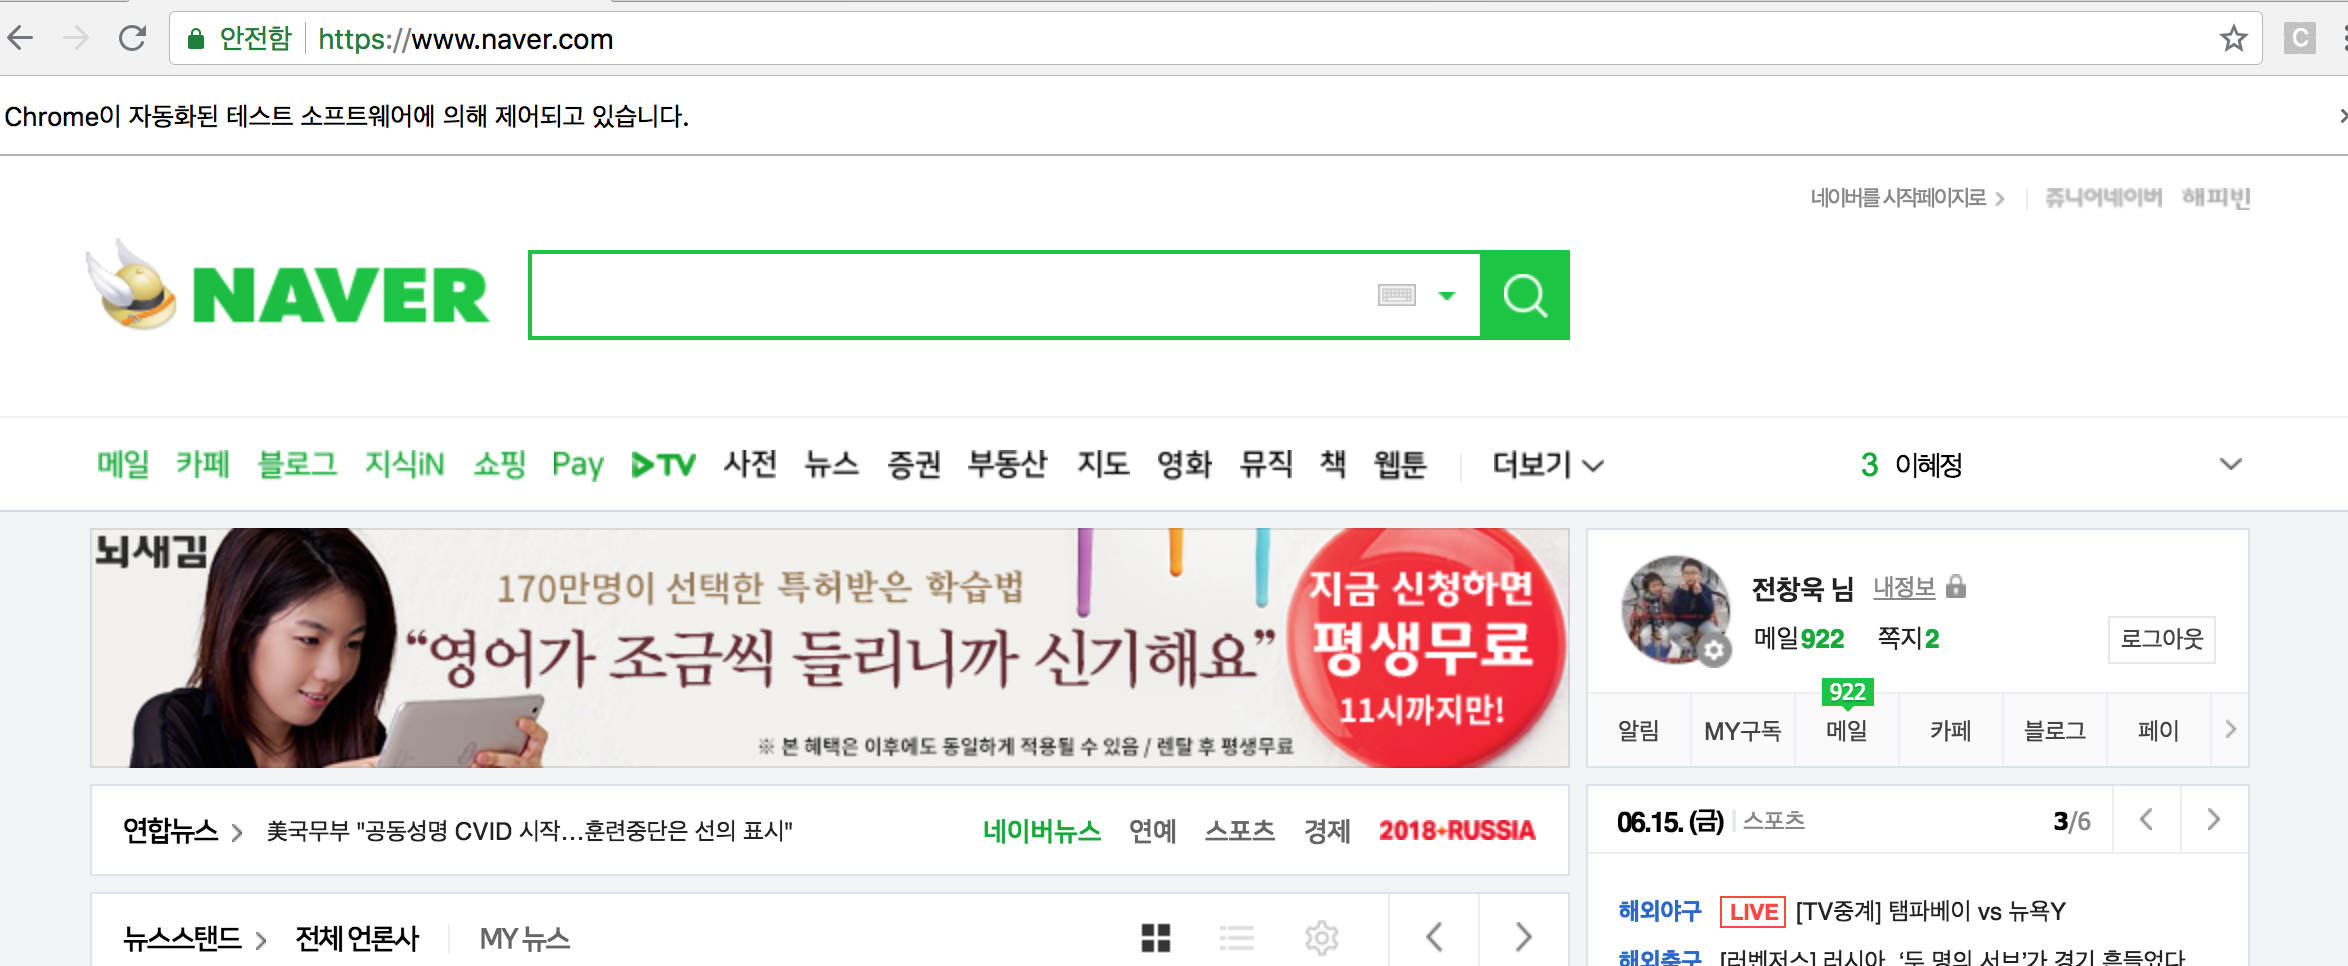 안전함 https://www.naver.com
C
Chrome이 자동화된 테스트 소프트웨어에 의해 제어되고 있습니다.
네이버를 시작페이지로 쥬니어네이버 해피빈
NAVER
메일 카페 블로그 지식iN 쇼핑 Pay TV 사전 뉴스 증권 부동산 지도 영화 뮤직 책 웹툰 더보기 3 이혜정
뇌새김
170만명이 선택한 특허받은 학습법
“영어가 조금씩 들리니까 신기해요”
※ 본 혜택은 이후에도 동일하게 적용될 수 있음 / 렌탈 후 평생무료
지금 신청하면
평생무료
11시까지만!
전창욱 님 내정보
메일922 쪽지2
로그아웃
922
알림 MY구독 메일 카페 블로그 페이
연합뉴스 美국무부 "공동성명 CVID 시작…훈련중단은 선의 표시"
네이버뉴스 연예 스포츠 경제 2018 RUSSIA
06.15. (금) 스포츠 3/6
뉴스스탠드 전체 언론사 MY 뉴스
해외야구 LIVE [TV중계] 탬파베이 vs 뉴욕Y
해외축구 [러벤저스] 러시아, ‘두 명의 서브’가 경기 흔들었다